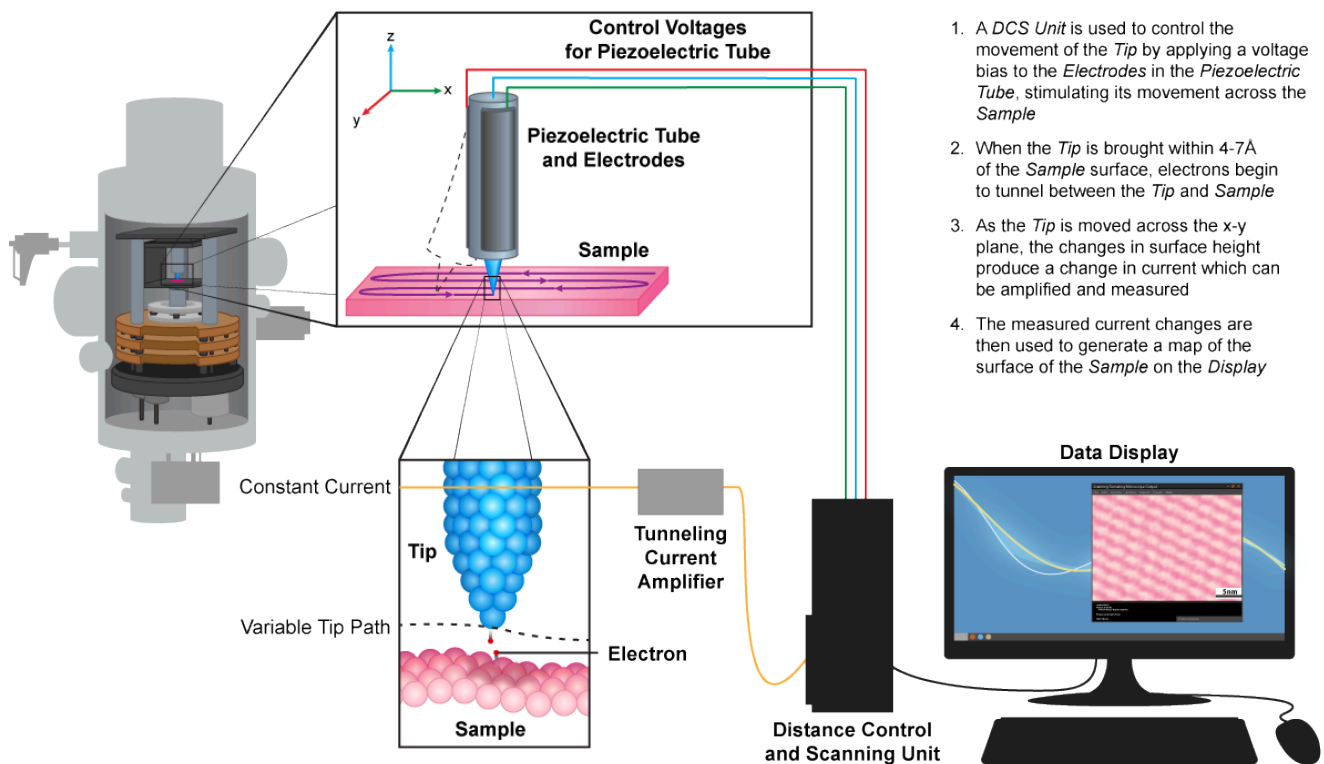 Control Voltages
for Piezoelectric Tube
z
x
y
Piezoelectric Tube
and Electrodes
Sample
1. A DCS Unit is used to control the
movement of the Tip by applying a voltage
bias to the Electrodes in the Piezoelectric
Tube, stimulating its movement across the
Sample
2. When the Tip is brought within 4-7Å
of the Sample surface, electrons begin
to tunnel between the Tip and Sample
3. As the Tip is moved across the x-y
plane, the changes in surface height
produce a change in current which can
be amplified and measured
4. The measured current changes are
then used to generate a map of the
surface of the Sample on the Display
Constant Current
Tip
Variable Tip Path
Electron
Sample
Tunneling
Current
Amplifier
Distance Control
and Scanning Unit
Data Display
5nm